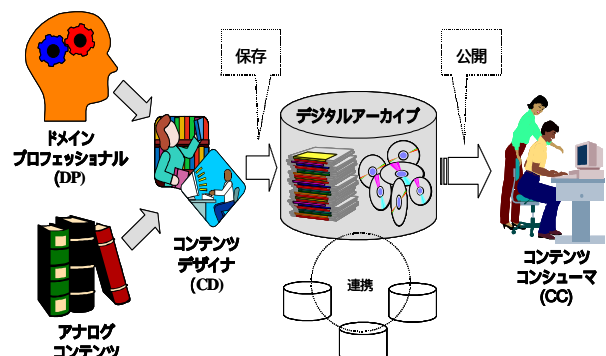 保存
公開
ドメイン
プロフェッショナル
(DP)
デジタルアーカイブ
コンテンツ
デザイナ
(CD)
コンテンツ
コンシューマ
(CC)
連携
アナログ
コンテンツ